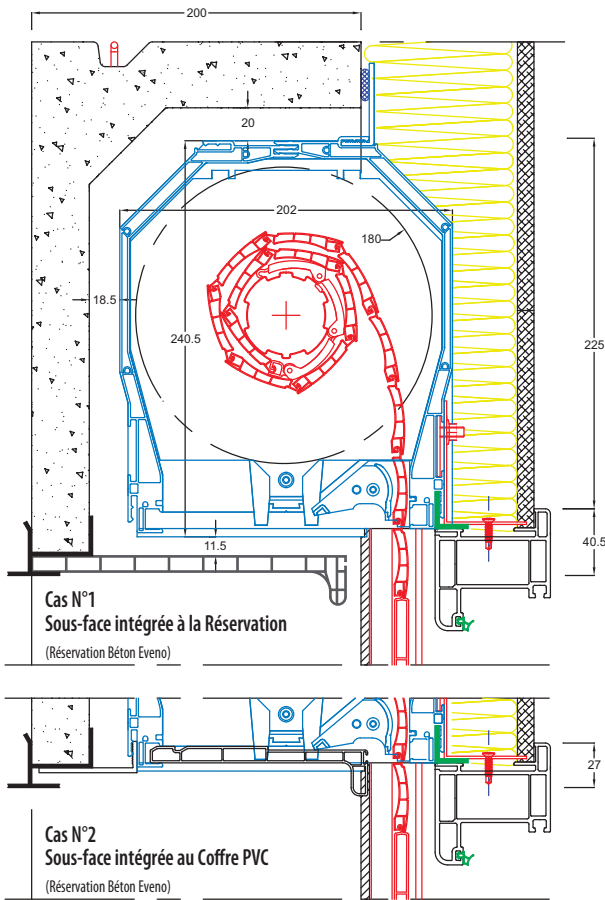 200
20
202
180
18.5
240.5
225
11.5
40.5
Cas N°1
Sous-face intégrée à la Réservation
(Réservation Béton Eveno)
27
Cas N°2
Sous-face intégrée au Coffre PVC
(Réservation Béton Eveno)